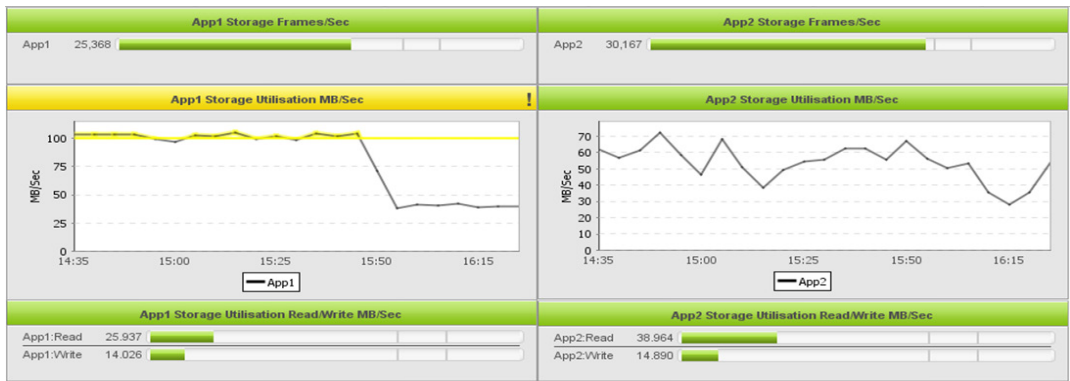 App1 Storage Frames/Sec
App1 25,368
App2 Storage Frames/Sec
App2 30,167
App1 Storage Utilisation MB/Sec !
MB/Sec
100
75
50
25
0
14:35 15:00 15:25 15:50 16:15
App1
App2 Storage Utilisation MB/Sec
MB/Sec
70
60
50
40
30
20
10
0
14:35 15:00 15:25 15:50 16:15
App2
App1 Storage Utilisation Read/Write MB/Sec
App1:Read 25.937
App1:Write 14.026
App2 Storage Utilisation Read/Write MB/Sec
App2:Read 38.964
App2:Write 14.890